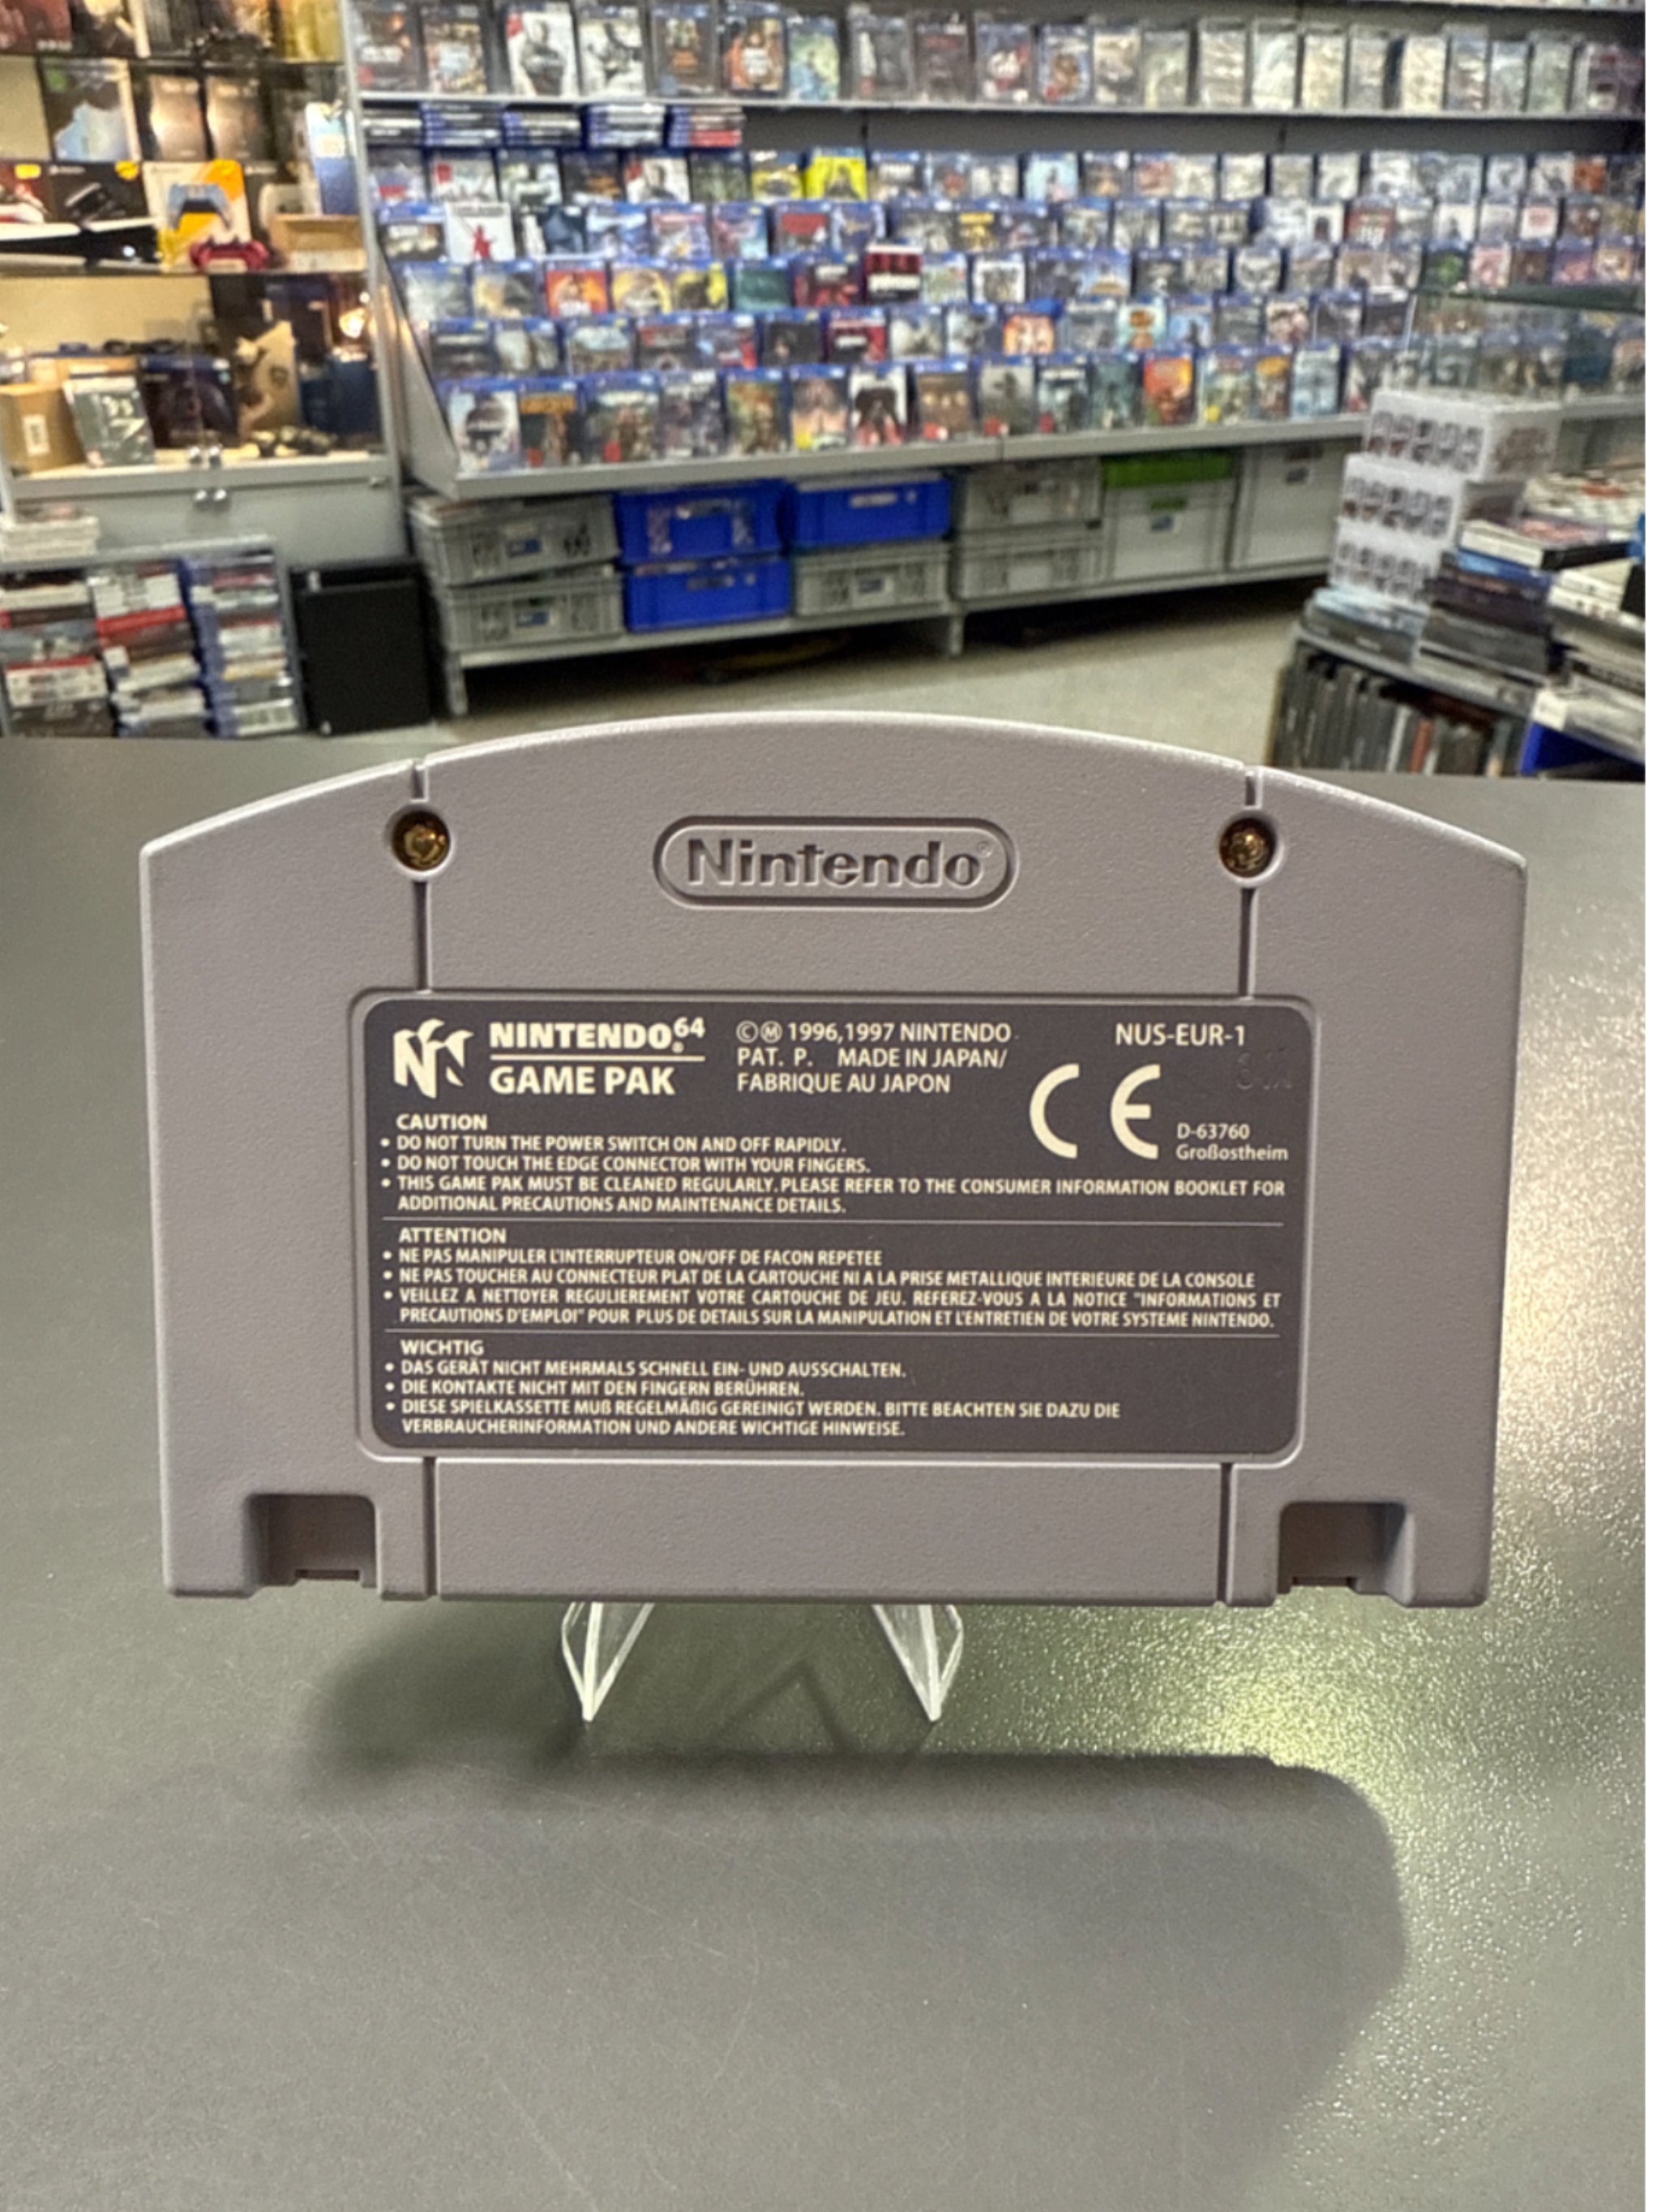 Nintendo®
NINTENDO®64
GAME PAK
©Ⓜ 1996,1997 NINTENDO
PAT. P. MADE IN JAPAN/
FABRIQUE AU JAPON
NUS-EUR-1
CE
D-63760
Großostheim
CAUTION
• DO NOT TURN THE POWER SWITCH ON AND OFF RAPIDLY.
• DO NOT TOUCH THE EDGE CONNECTOR WITH YOUR FINGERS.
• THIS GAME PAK MUST BE CLEANED REGULARLY. PLEASE REFER TO THE CONSUMER INFORMATION BOOKLET FOR
ADDITIONAL PRECAUTIONS AND MAINTENANCE DETAILS.
ATTENTION
• NE PAS MANIPULER L'INTERRUPTEUR ON/OFF DE FACON REPETEE
• NE PAS TOUCHER AU CONNECTEUR PLAT DE LA CARTOUCHE NI A LA PRISE METALLIQUE INTERIEURE DE LA CONSOLE
• VEILLEZ A NETTOYER REGULIEREMENT VOTRE CARTOUCHE DE JEU. REFEREZ-VOUS A LA NOTICE "INFORMATIONS ET
PRECAUTIONS D'EMPLOI" POUR PLUS DE DETAILS SUR LA MANIPULATION ET L'ENTRETIEN DE VOTRE SYSTEME NINTENDO.
WICHTIG
• DAS GERÄT NICHT MEHRMALS SCHNELL EIN- UND AUSSCHALTEN.
• DIE KONTAKTE NICHT MIT DEN FINGERN BERÜHREN.
• DIESE SPIELKASSETTE MUß REGELMÄßIG GEREINIGT WERDEN. BITTE BEACHTEN SIE DAZU DIE
VERBRAUCHERINFORMATION UND ANDERE WICHTIGE HINWEISE.